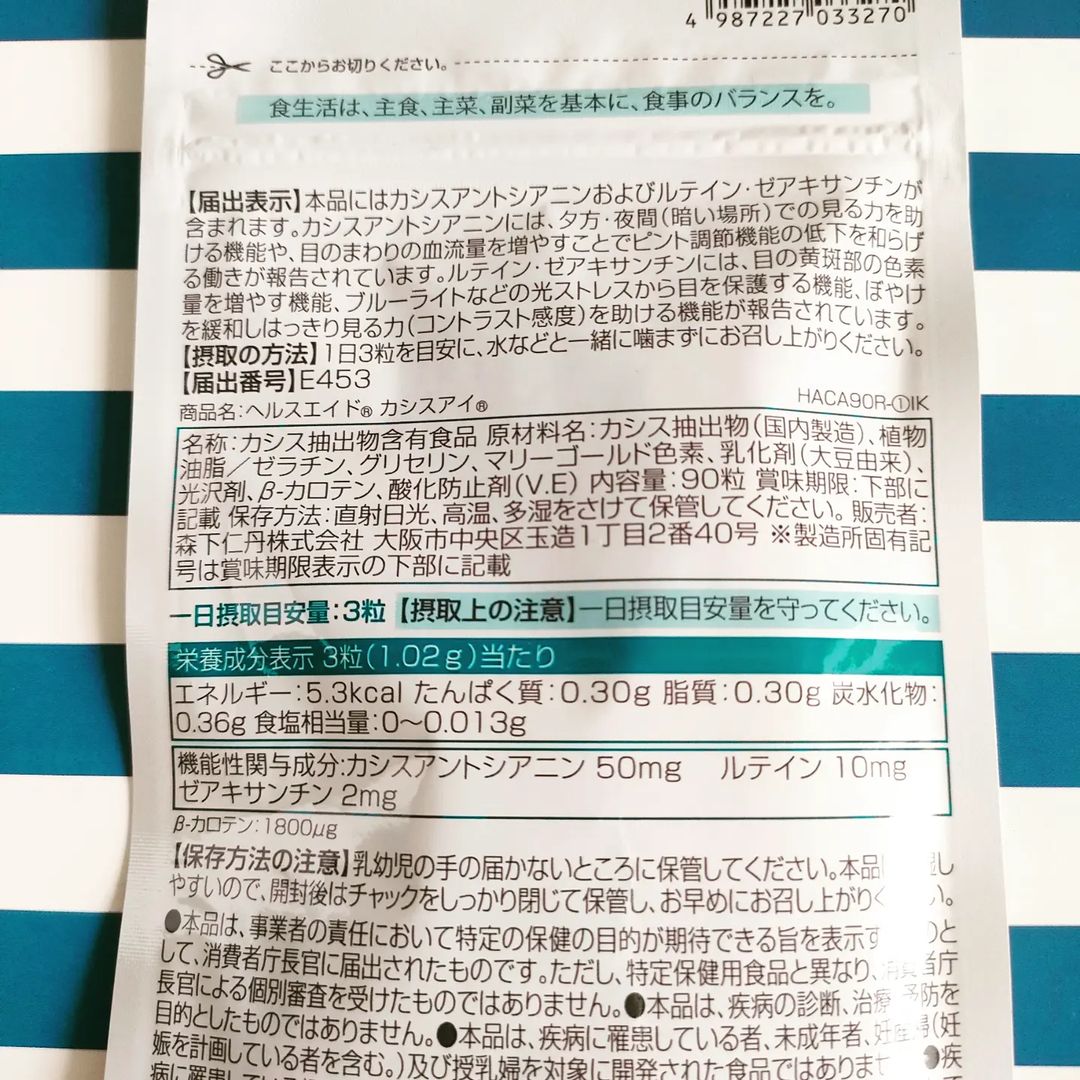 4 987227 033270
ここからお切りください。
食生活は、主食、主菜、副菜を基本に、食事のバランスを。
【届出表示】本品にはカシスアントシアニンおよびルテイン・ゼアキサンチンが
含まれます。カシスアントシアニンには、夕方・夜間(暗い場所)での見る力を助
ける機能や、目のまわりの血流量を増やすことでピント調節機能の低下を和らげ
る働きが報告されています。ルテイン・ゼアキサンチンには、目の黄斑部の色素
量を増やす機能、ブルーライトなどの光ストレスから目を保護する機能、ぼやけ
を緩和しはっきり見る力(コントラスト感度)を助ける機能が報告されています。
【摂取の方法】1日3粒を目安に、水などと一緒に噛まずにお召し上がりください。
【届出番号】E453
HACA90R-①IK
商品名:ヘルスエイド® カシスアイ®
名称:カシス抽出物含有食品 原材料名:カシス抽出物(国内製造)、植物
油脂/ゼラチン、グリセリン、マリーゴールド色素、乳化剤(大豆由来)、
光沢剤、β-カロテン、酸化防止剤(V.E) 内容量:90粒 賞味期限:下部に
記載 保存方法:直射日光、高温、多湿をさけて保管してください。販売者:
森下仁丹株式会社 大阪市中央区玉造1丁目2番40号 ※製造所固有記
号は賞味期限表示の下部に記載
一日摂取目安量:3粒【摂取上の注意】一日摂取目安量を守ってください。
栄養成分表示 3粒(1.02g)当たり
エネルギー:5.3kcal たんぱく質:0.30g 脂質:0.30g 炭水化物:
0.36g 食塩相当量:0〜0.013g
機能性関与成分:カシスアントシアニン 50mg ルテイン 10mg
ゼアキサンチン 2mg
β-カロテン:1800μg
【保存方法の注意】乳幼児の手の届かないところに保管してください。本品 し
やすいので、開封後はチャックをしっかり閉じて保管し、お早めにお召し上がりく い。
●本品は、事業者の責任において特定の保健の目的が期待できる旨を表示す のと
して、消費者庁長官に届出されたものです。ただし、特定保健用食品と異なり、消費者庁
長官による個別審査を受けたものではありません。●本品は、疾病の診断、治療 予防を
目的としたものではありません。●本品は、疾病に罹患している者、未成年者、妊産婦(妊
娠を計画している者を含む。)及び授乳婦を対象に開発された食品ではありませ ●疾
病に罹患している